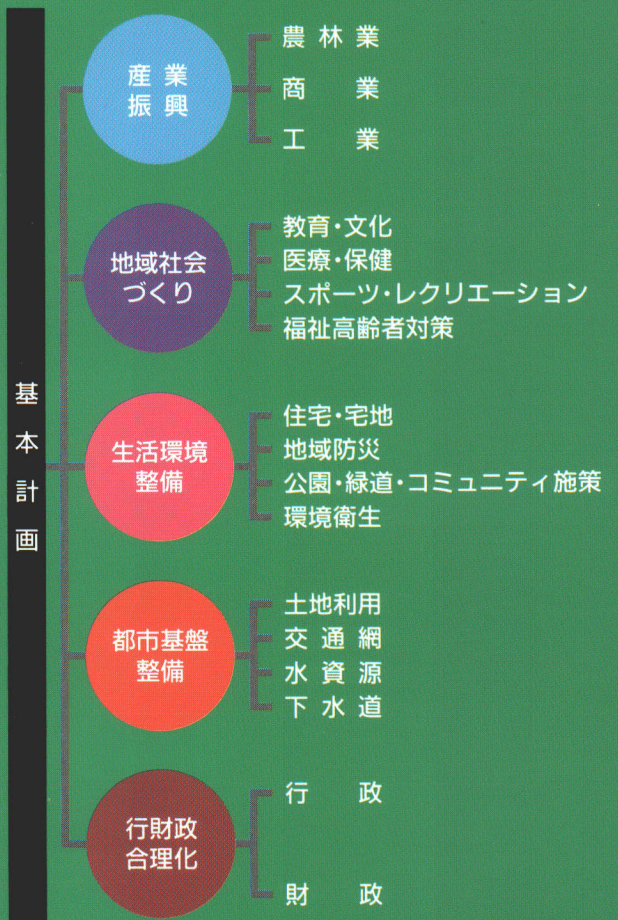 基本計画
産業
振興
農林業
商業
工業
地域社会
づくり
教育・文化
医療・保健
スポーツ・レクリエーション
福祉高齢者対策
生活環境
整備
住宅・宅地
地域防災
公園・緑道・コミュニティ施策
環境衛生
都市基盤
整備
土地利用
交通網
水資源
下水道
行財政
合理化
行政
財政